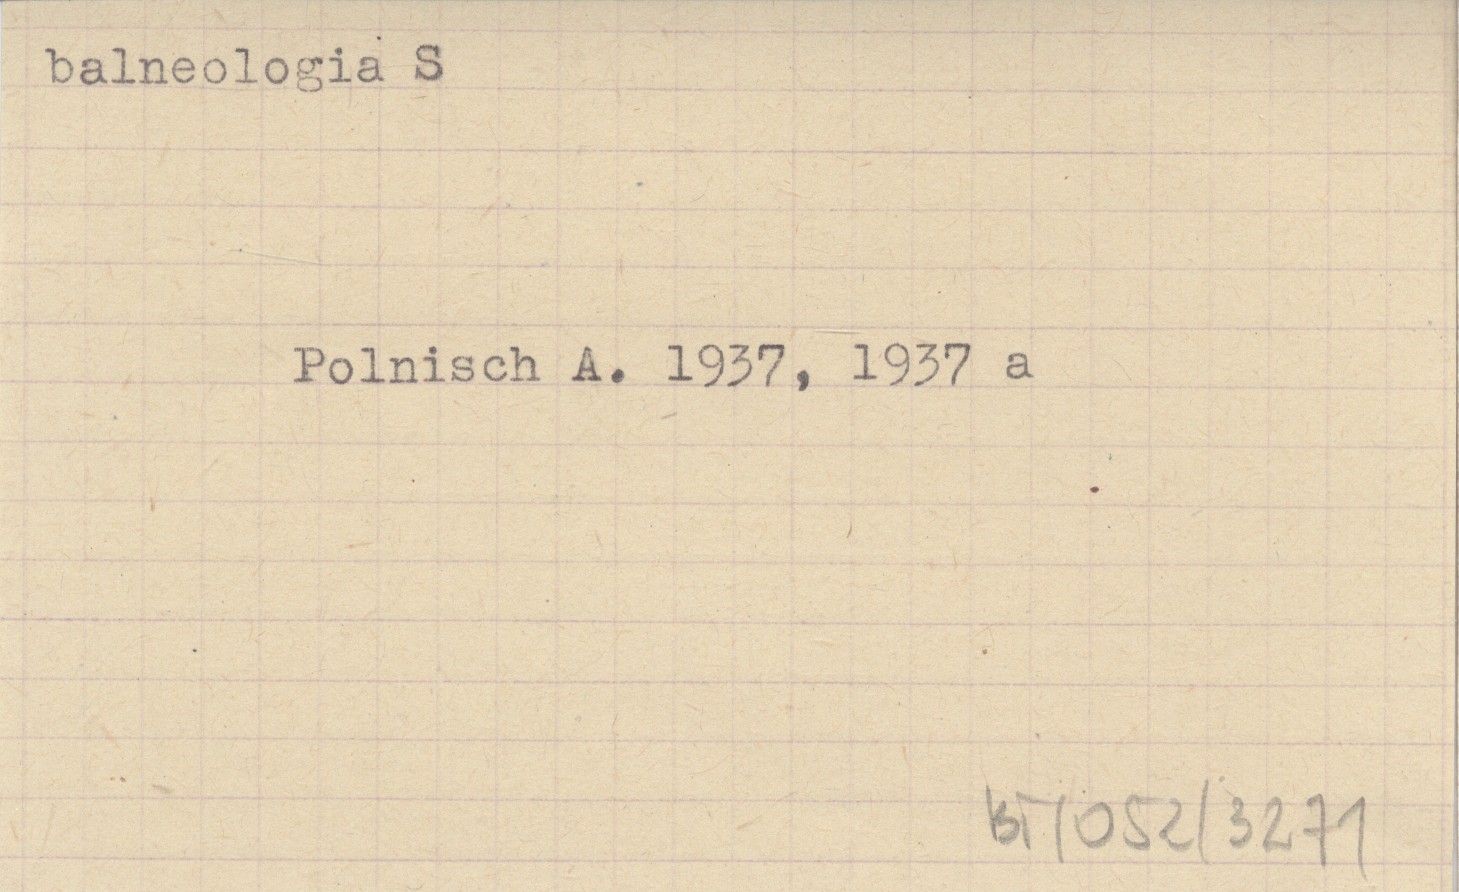 balneologia S
Polnisch A. 1937, 1937 a
BT/052/3271